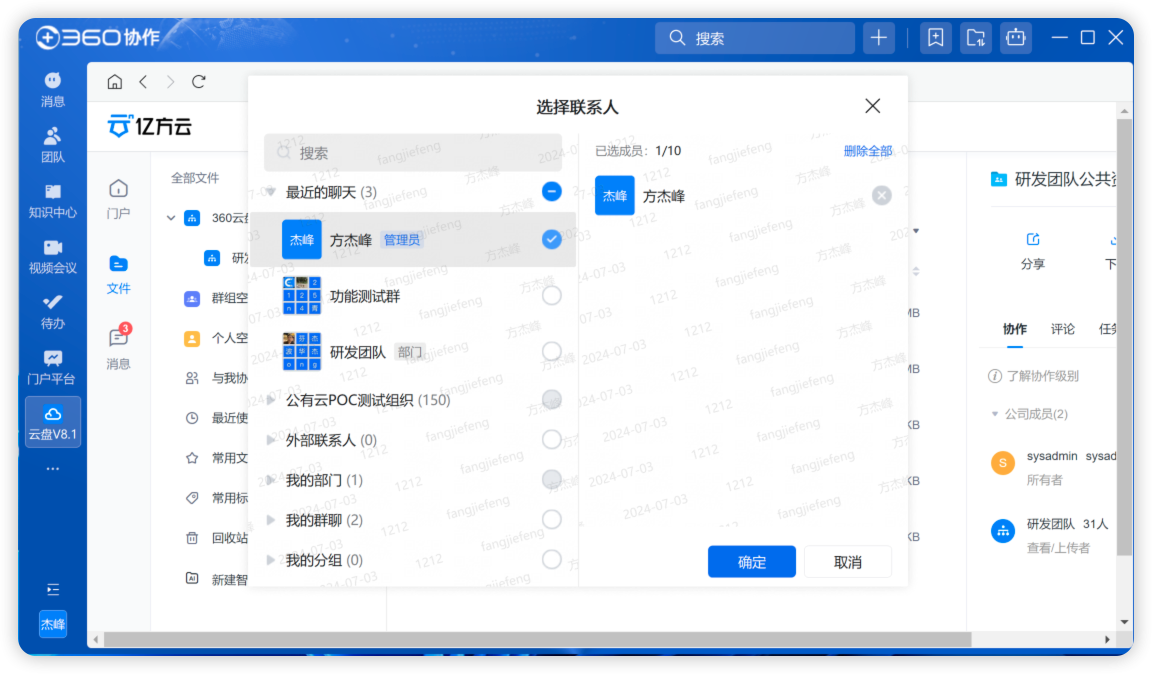 360协作
搜索
消息
团队
知识中心
视频会议
待办
门户平台
云盘V8.1
杰峰
亿方云
门户
文件
3
消息
全部文件
360云
研
群组空
个人空
与我协
最近使
常用文
常用标
回收站
新建智
选择联系人
搜索
最近的聊天 (3)
杰峰 方杰峰 管理员
功能测试群
研发团队 部门
公有云POC测试组织 (150)
外部联系人 (0)
我的部门 (1)
我的群聊 (2)
我的分组 (0)
已选成员: 1/10
删除全部
杰峰 方杰峰
确定
取消
MB
MB
KB
KB
KB
研发团队公共
分享
下
协作 评论 任
了解协作级别
公司成员(2)
S
sysadmin sysad
所有者
研发团队 31人
查看/上传者
fangjiefeng 1212
方杰峰 2024-07-03